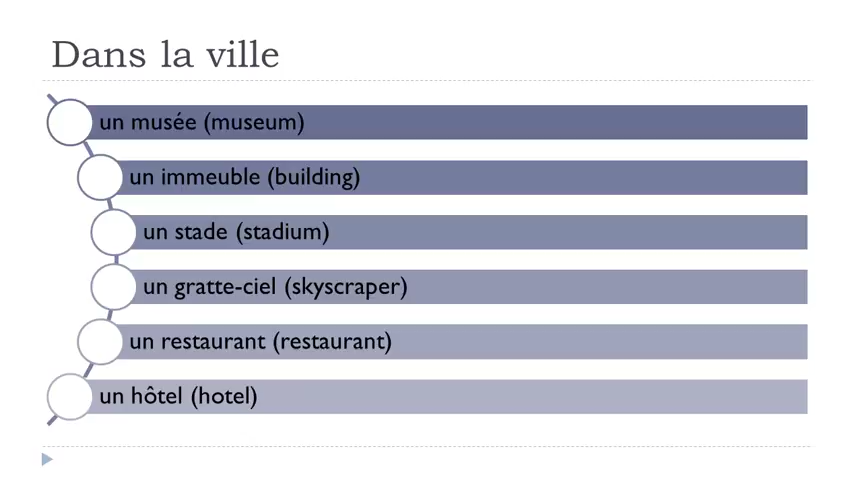 Dans la ville
un musée (museum)
un immeuble (building)
un stade (stadium)
un gratte-ciel (skyscraper)
un restaurant (restaurant)
un hôtel (hotel)